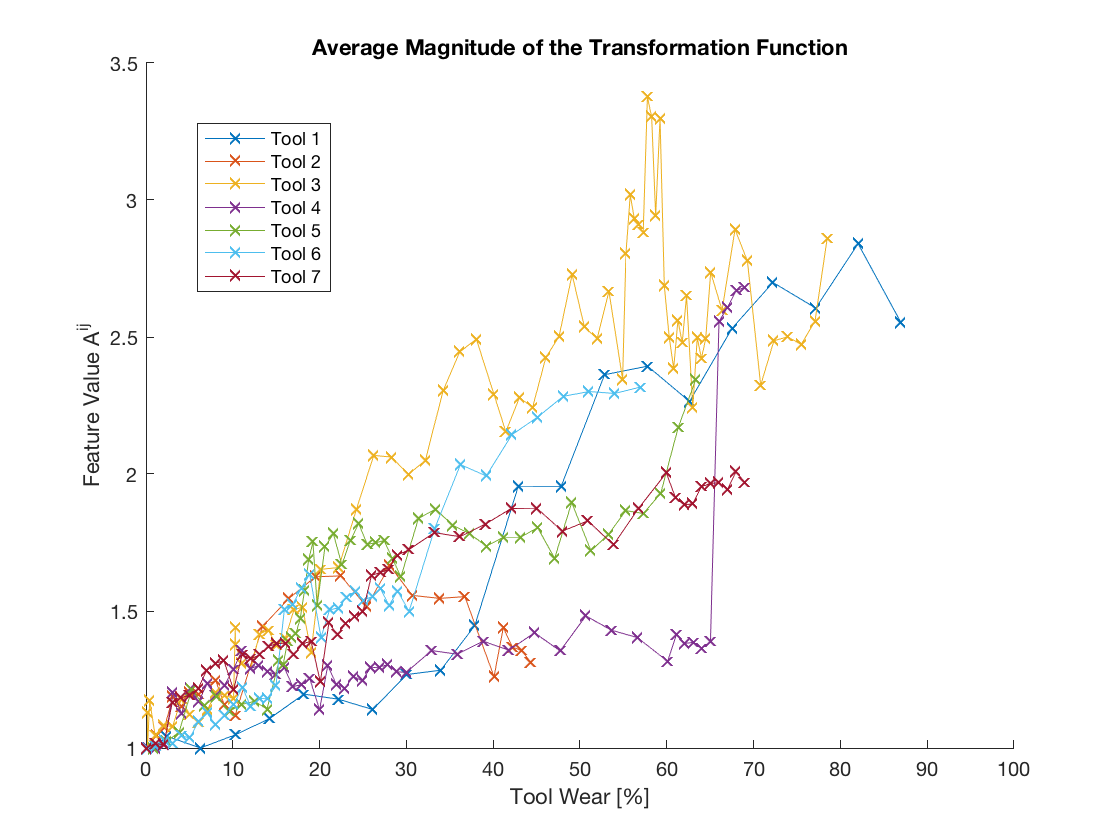 Average Magnitude of the Transformation Function
3.5
3
2.5
2
1.5
1
Feature Value A^ij
Tool 1
Tool 2
Tool 3
Tool 4
Tool 5
Tool 6
Tool 7
0 10 20 30 40 50 60 70 80 90 100
Tool Wear [%]